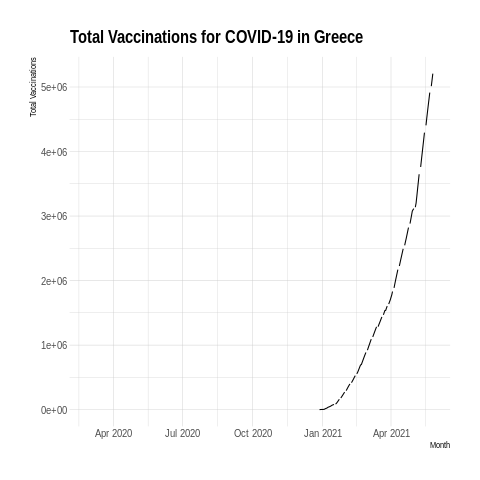 Total Vaccinations for COVID-19 in Greece
Total Vaccinations
5e+06
4e+06
3e+06
2e+06
1e+06
0e+00
Apr 2020 Jul 2020 Oct 2020 Jan 2021 Apr 2021
Month